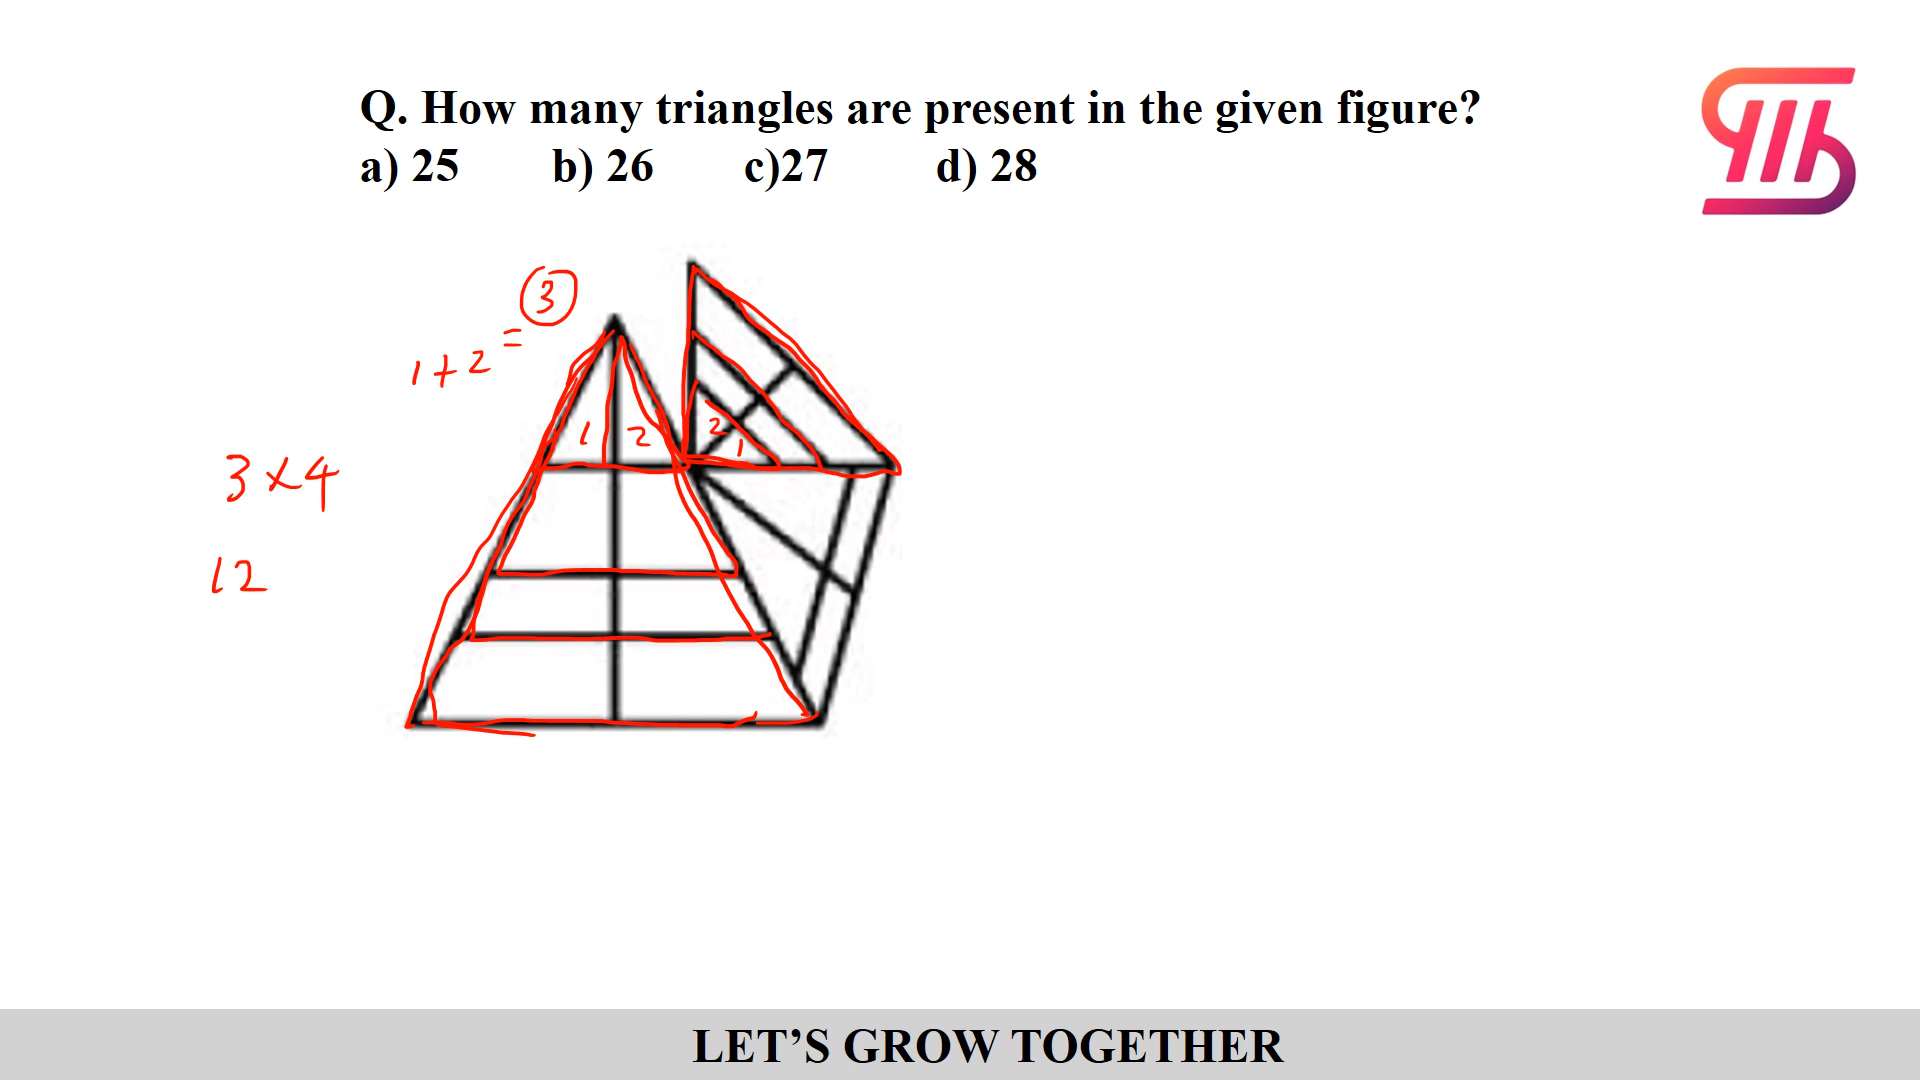 Q. How many triangles are present in the given figure?
a) 25 b) 26 c)27 d) 28
1+2 = 3
1 2
2
1
3×4
12
LET’S GROW TOGETHER